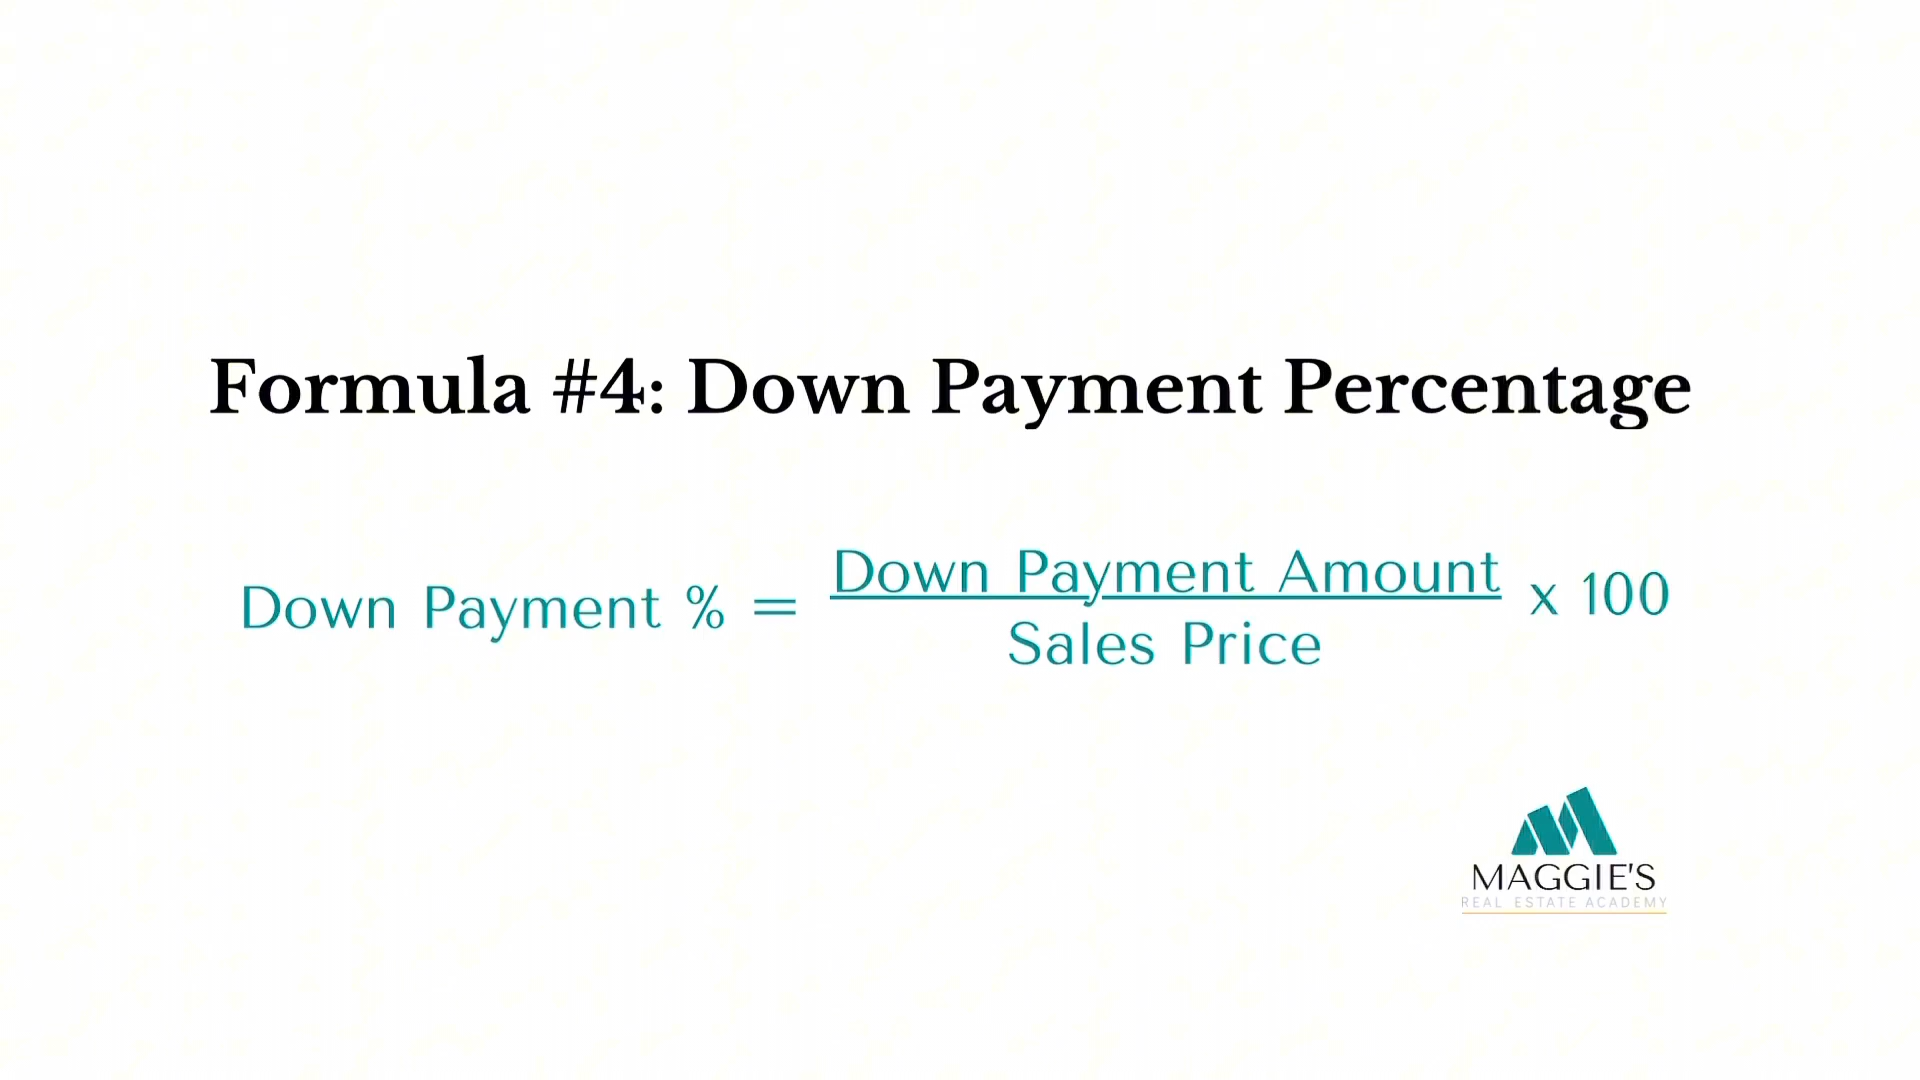 Formula #4: Down Payment Percentage
Down Payment % = Down Payment Amount x 100
Sales Price
MAGGIE'S
REAL ESTATE ACADEMY